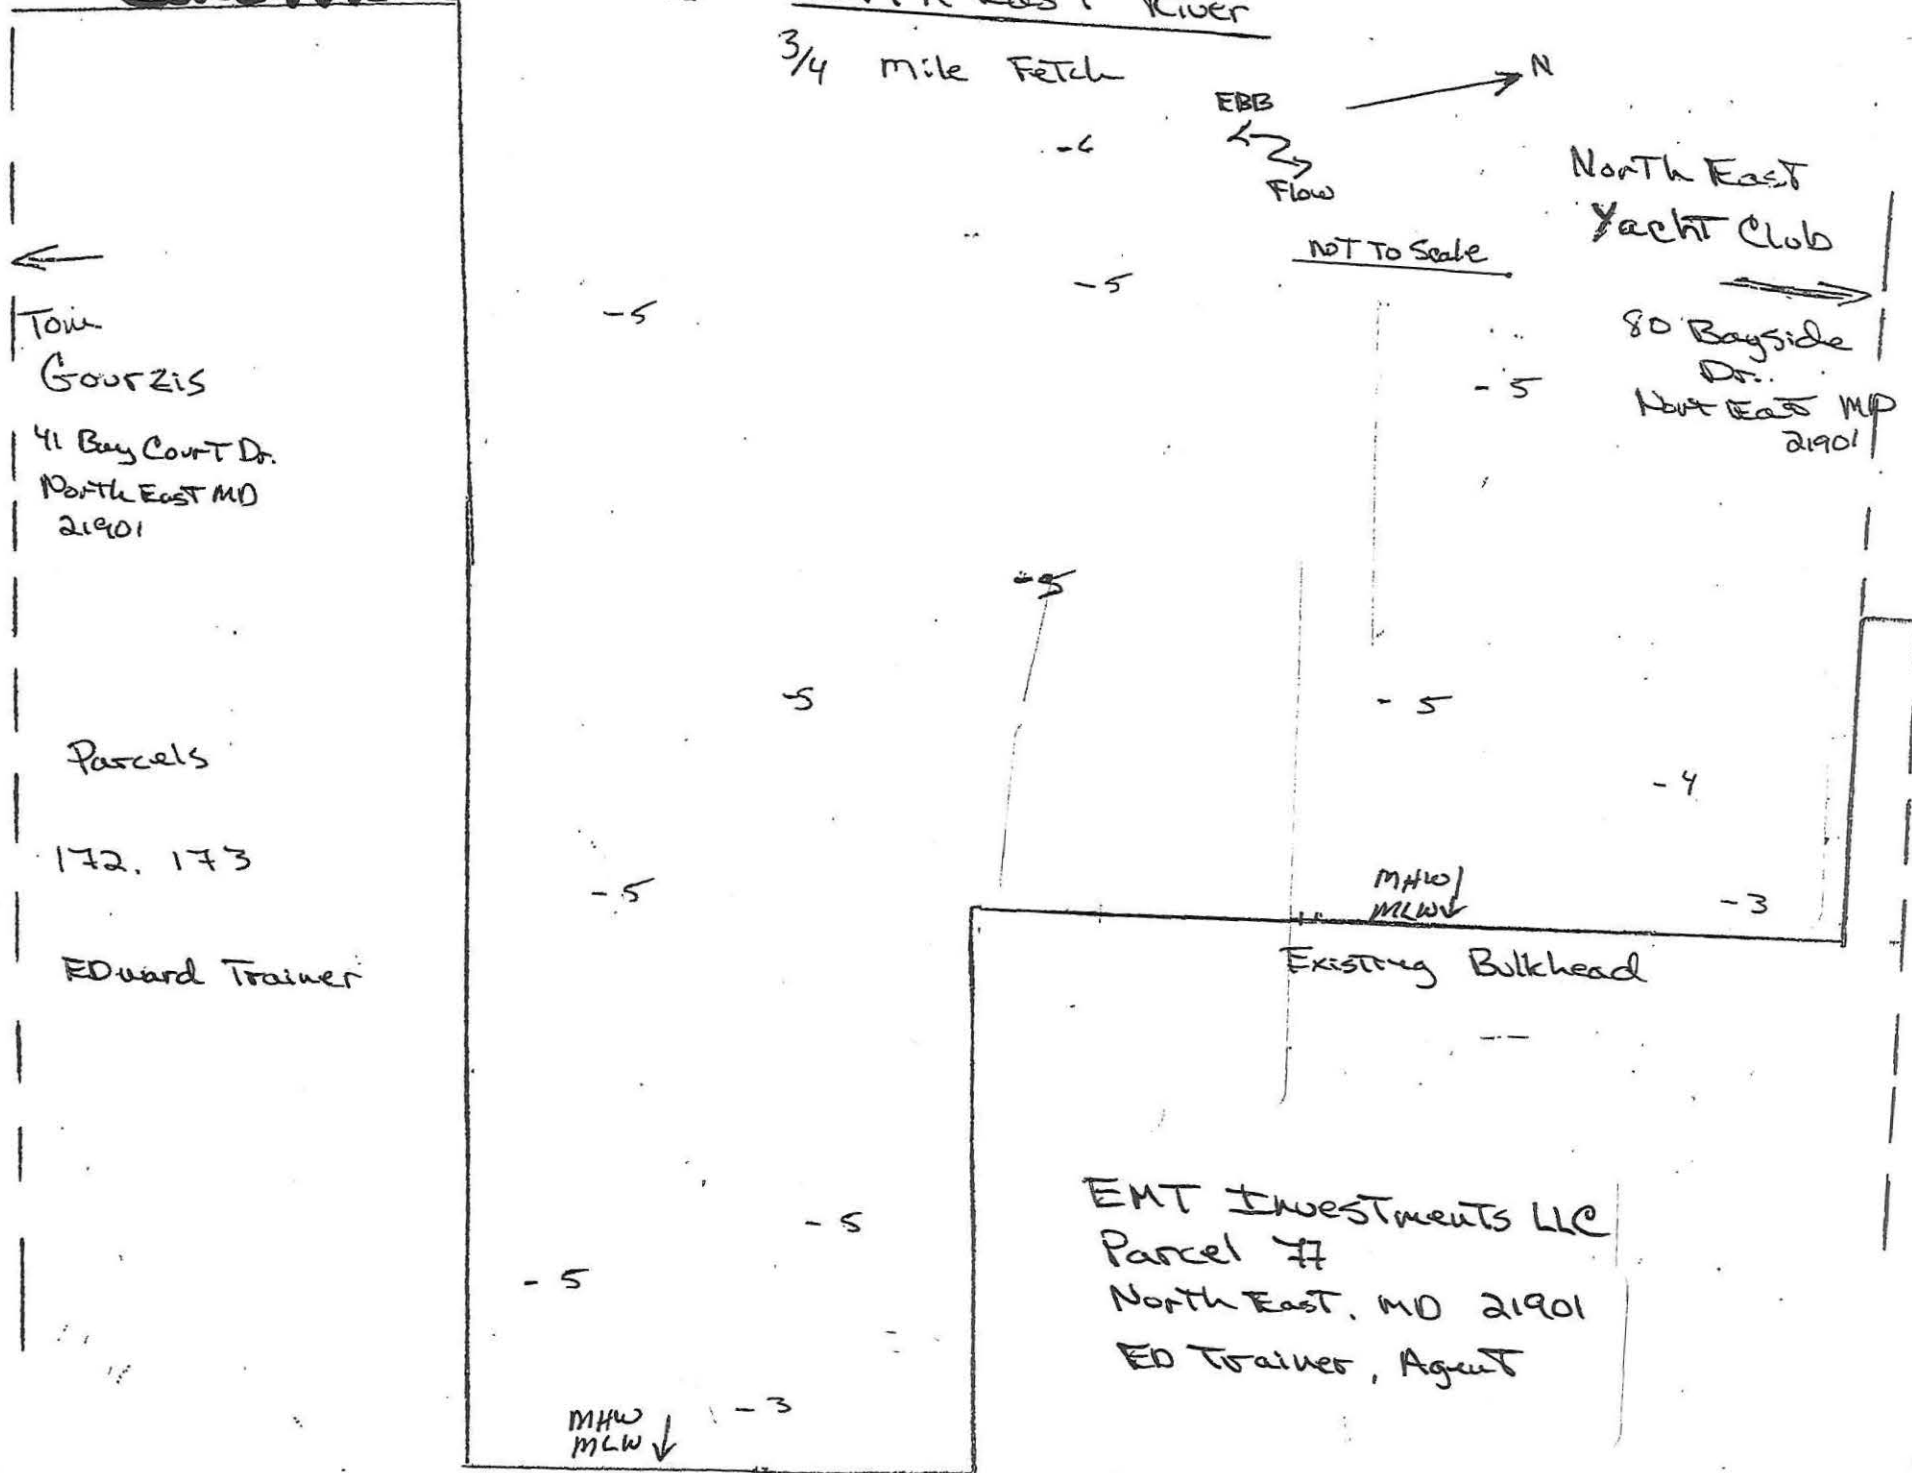 East River
3/4 mile Fetch
N
EBB
Flow
NOT To Scale
North East
Yacht Club
80 Bayside
Dr.
Nort East MD
21901
Tom
Gourzis
41 Bay Court Dr.
North East MD
21901
Parcels
172, 173
EDward Trainer
-5
-5
-5
-5
-5
-5
-4
-5
-3
MHW
MLW
Existing Bulkhead
EMT Investments LLC
Parcel 77
North East, MD 21901
ED Trainer, Agent
-5
-5
-3
MHW
MLW